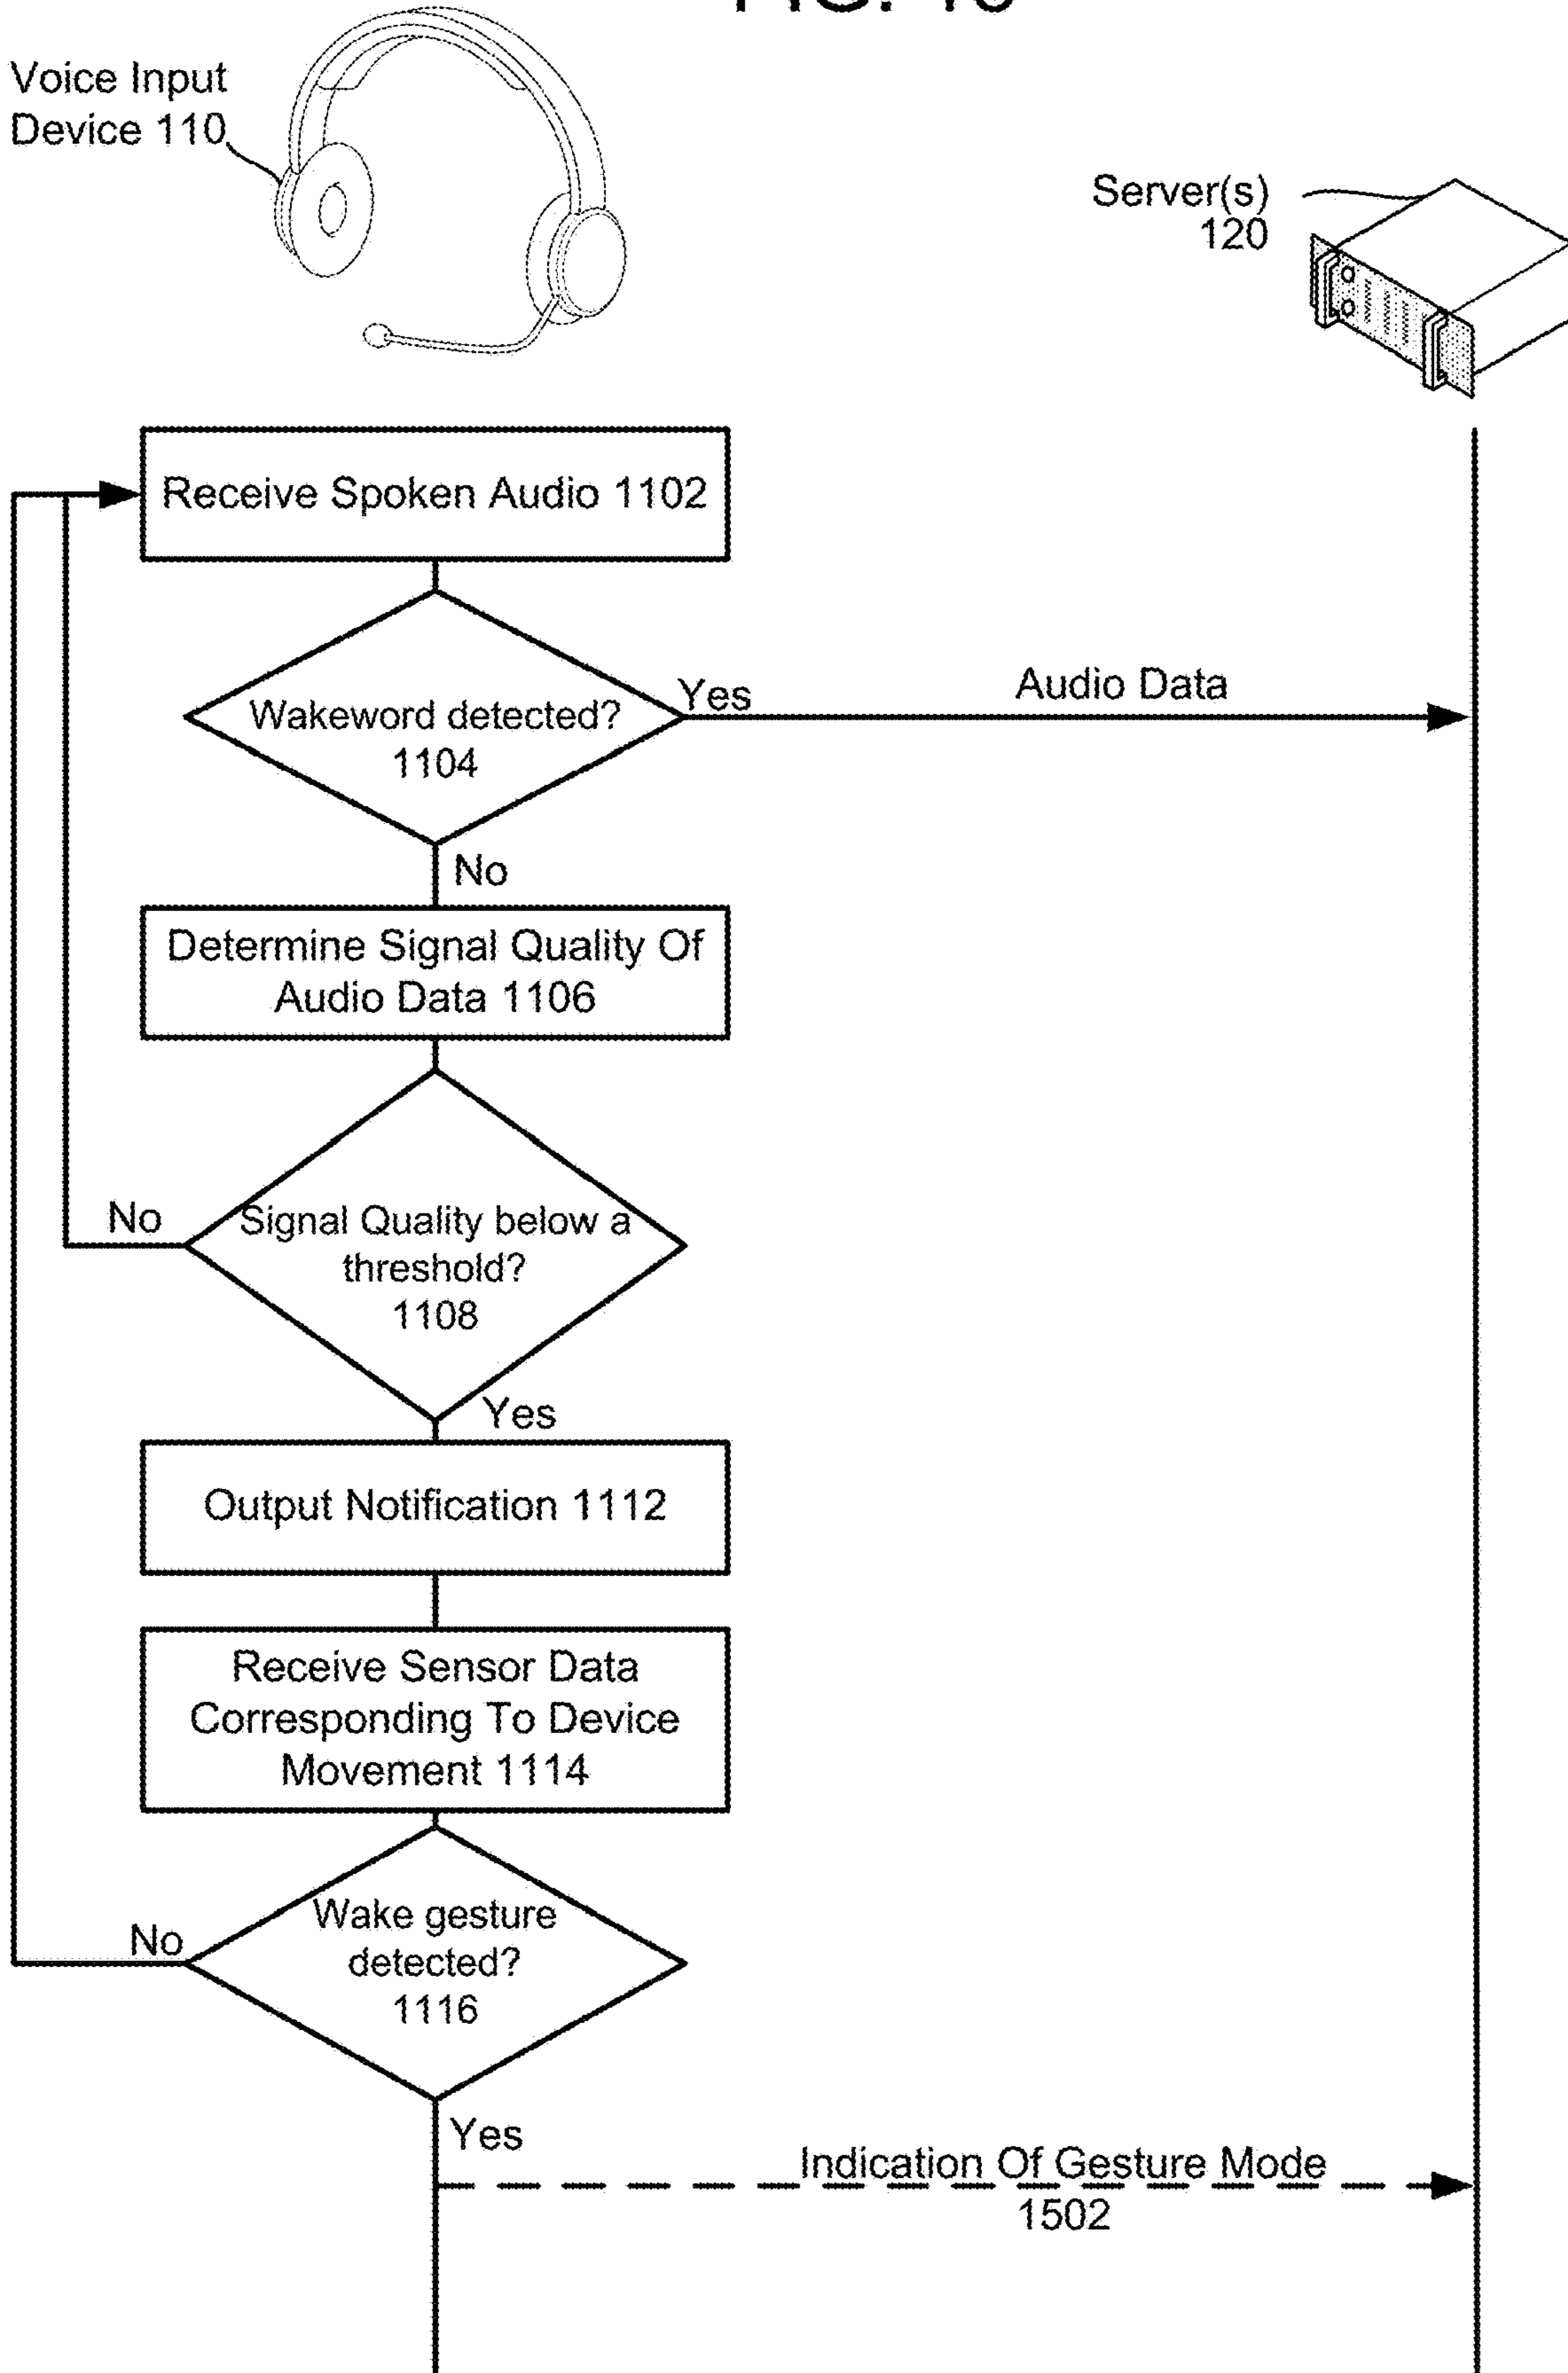 Voice Input
Device 110
Server(s)
120
Receive Spoken Audio 1102
Wakeword detected?
1104
Yes
Audio Data
No
Determine Signal Quality Of
Audio Data 1106
Signal Quality below a
threshold?
1108
No
Yes
Output Notification 1112
Receive Sensor Data
Corresponding To Device
Movement 1114
Wake gesture
detected?
1116
No
Yes
Indication Of Gesture Mode
1502